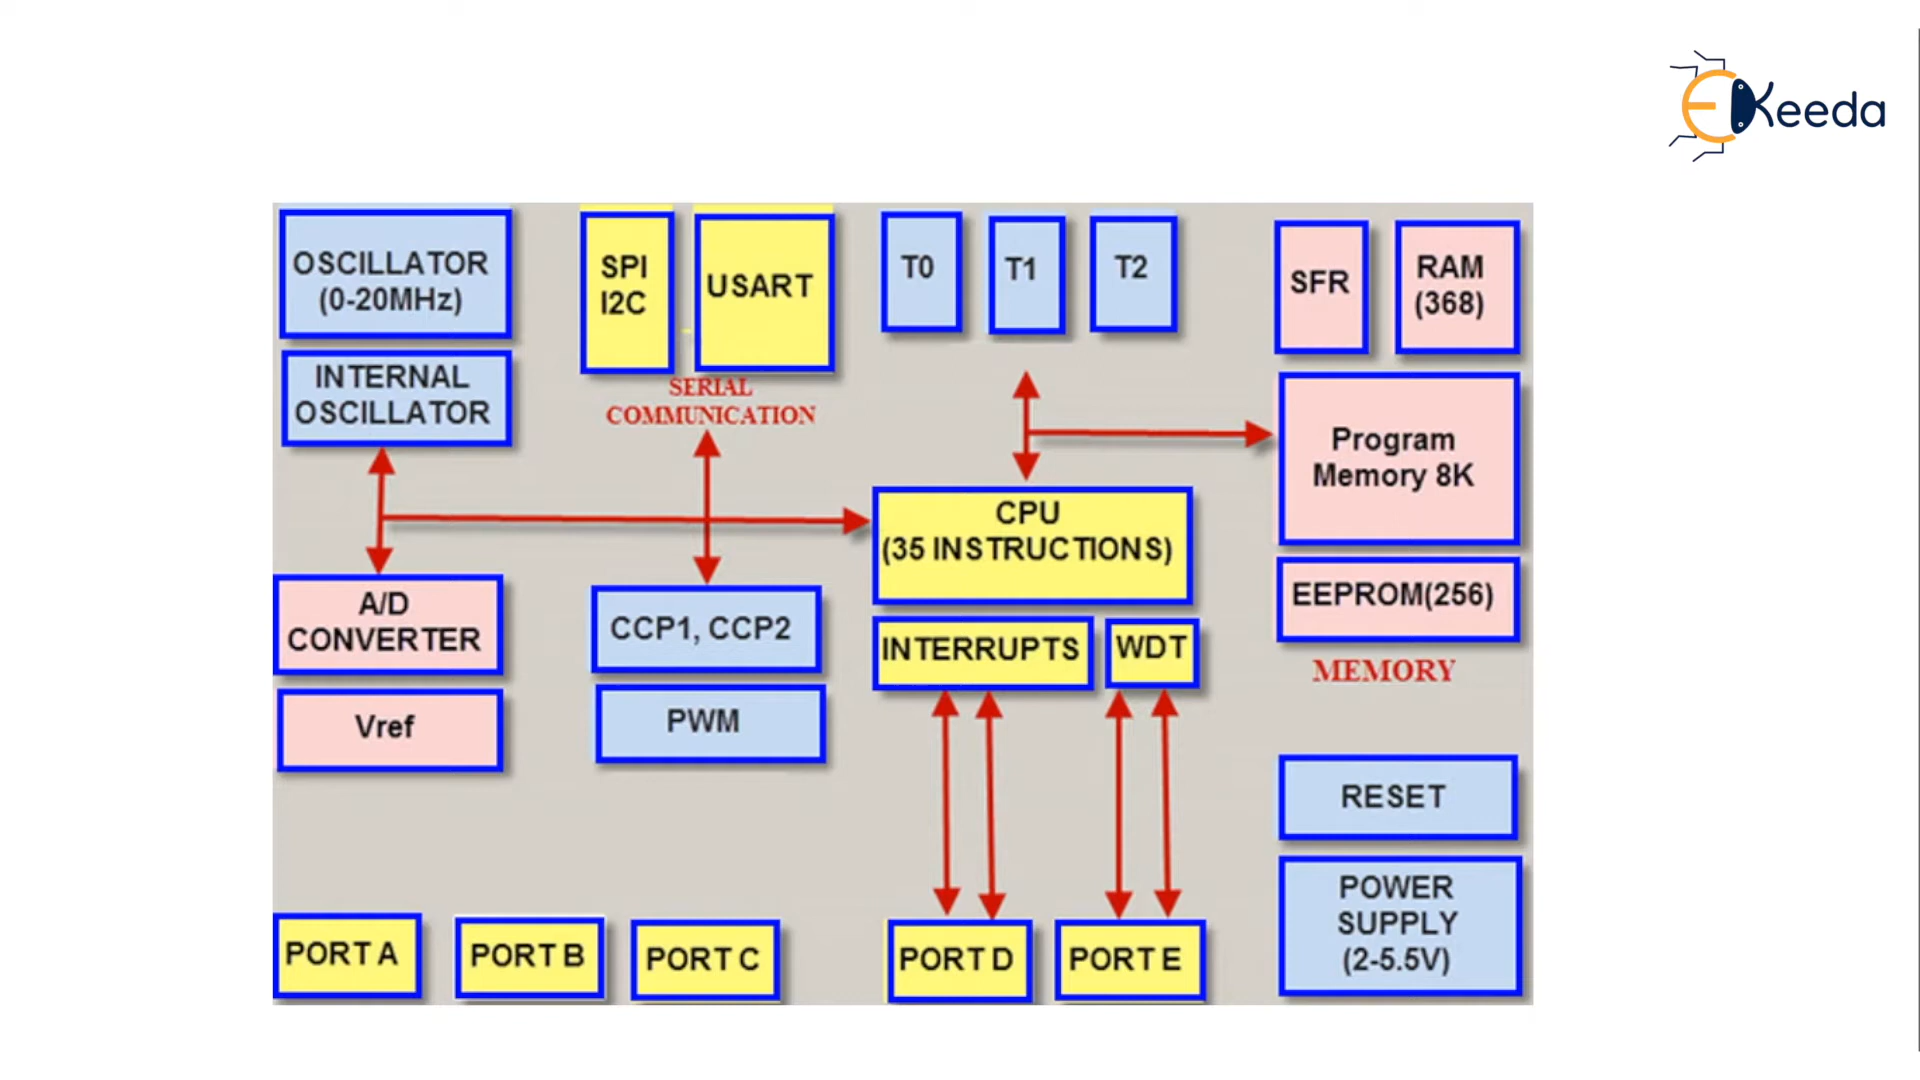 EKeeda
OSCILLATOR
(0-20MHz)
INTERNAL
OSCILLATOR
SPI
I2C
USART
SERIAL
COMMUNICATION
T0
T1
T2
SFR
RAM
(368)
Program
Memory 8K
EEPROM(256)
MEMORY
CPU
(35 INSTRUCTIONS)
INTERRUPTS
WDT
A/D
CONVERTER
Vref
CCP1, CCP2
PWM
RESET
POWER
SUPPLY
(2-5.5V)
PORT A
PORT B
PORT C
PORT D
PORT E